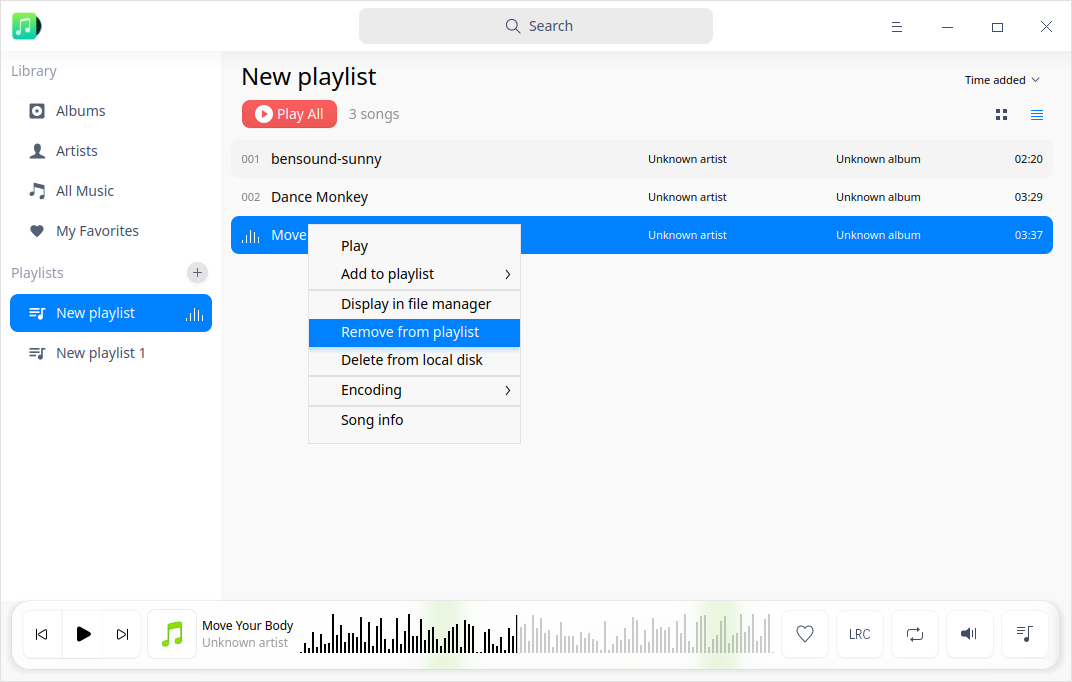 Search
Library
Albums
Artists
All Music
My Favorites
Playlists
New playlist
New playlist 1
New playlist
Time added
Play All
3 songs
001 bensound-sunny Unknown artist Unknown album 02:20
002 Dance Monkey Unknown artist Unknown album 03:29
Move Unknown artist Unknown album 03:37
Play
Add to playlist
Display in file manager
Remove from playlist
Delete from local disk
Encoding
Song info
Move Your Body
Unknown artist
LRC